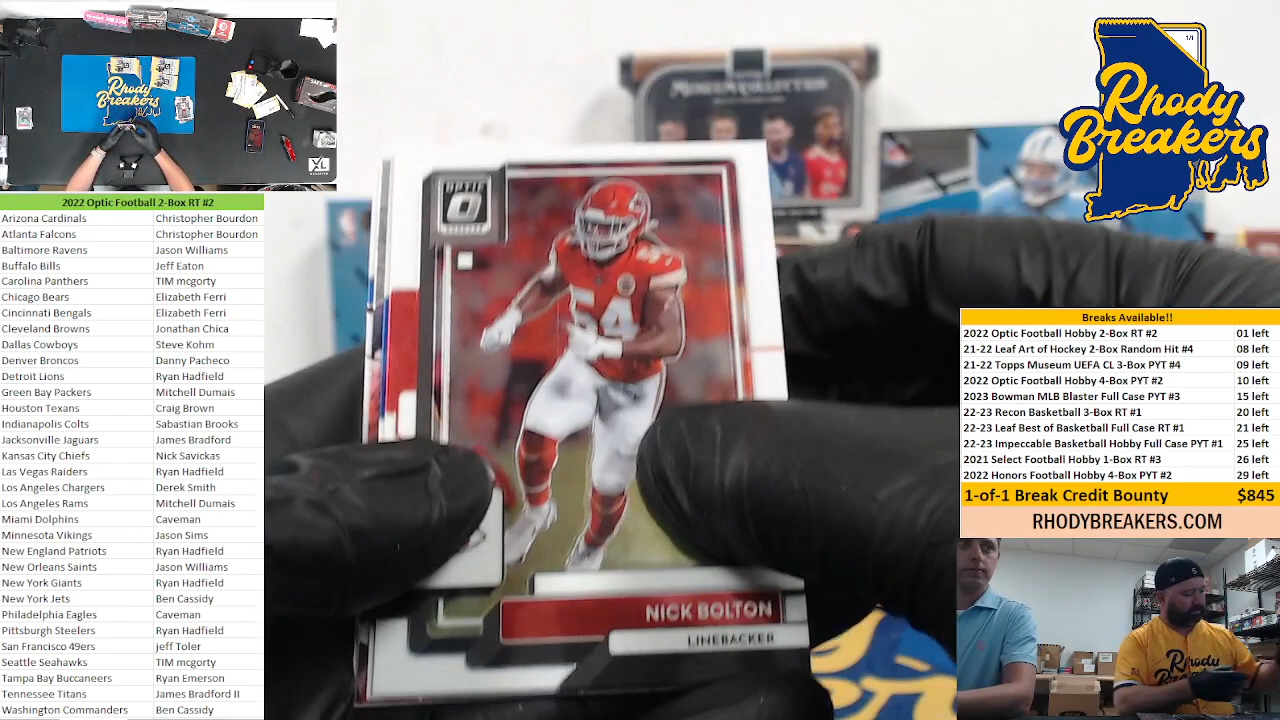 Rhody
Breakers
XL
2022 Optic Football 2-Box RT #2
Arizona Cardinals Christopher Bourdon
Atlanta Falcons Christopher Bourdon
Baltimore Ravens Jason Williams
Buffalo Bills Jeff Eaton
Carolina Panthers TIM mcgorty
Chicago Bears Elizabeth Ferri
Cincinnati Bengals Elizabeth Ferri
Cleveland Browns Jonathan Chica
Dallas Cowboys Steve Kohm
Denver Broncos Danny Pacheco
Detroit Lions Ryan Hadfield
Green Bay Packers Mitchell Dumais
Houston Texans Craig Brown
Indianapolis Colts Sabastian Brooks
Jacksonville Jaguars James Bradford
Kansas City Chiefs Nick Savickas
Las Vegas Raiders Ryan Hadfield
Los Angeles Chargers Derek Smith
Los Angeles Rams Mitchell Dumais
Miami Dolphins Caveman
Minnesota Vikings Jason Sims
New England Patriots Ryan Hadfield
New Orleans Saints Jason Williams
New York Giants Ryan Hadfield
New York Jets Ben Cassidy
Philadelphia Eagles Caveman
Pittsburgh Steelers Ryan Hadfield
San Francisco 49ers jeff Toler
Seattle Seahawks TIM mcgorty
Tampa Bay Buccaneers Ryan Emerson
Tennessee Titans James Bradford II
Washington Commanders Ben Cassidy
MUSEUM COLLECTION
OPTIC
54
NICK BOLTON
LINEBACKER
1/1
Rhody
Breakers
Breaks Available!!
2022 Optic Football Hobby 2-Box RT #2 01 left
21-22 Leaf Art of Hockey 2-Box Random Hit #4 08 left
21-22 Topps Museum UEFA CL 3-Box PYT #4 09 left
2022 Optic Football Hobby 4-Box PYT #2 10 left
2023 Bowman MLB Blaster Full Case PYT #3 15 left
22-23 Recon Basketball 3-Box RT #1 20 left
22-23 Leaf Best of Basketball Full Case RT #1 21 left
22-23 Impeccable Basketball Hobby Full Case PYT #1 25 left
2021 Select Football Hobby 1-Box RT #3 26 left
2022 Honors Football Hobby 4-Box PYT #2 29 left
1-of-1 Break Credit Bounty $845
RHODYBREAKERS.COM
Rhody